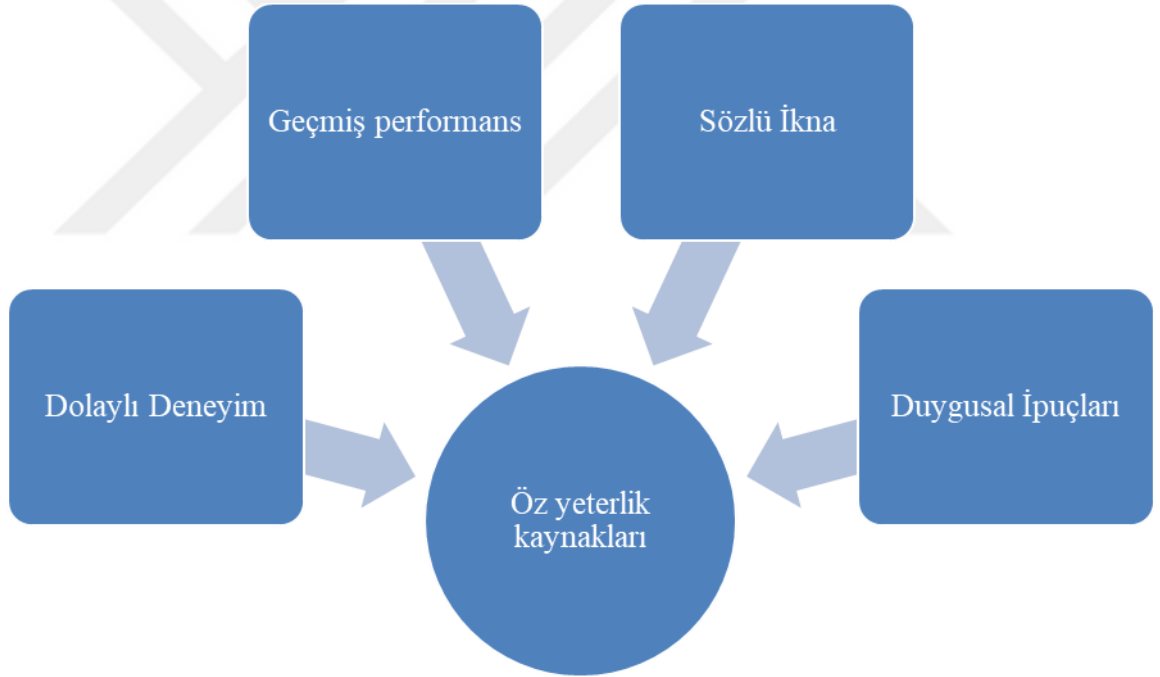 Geçmiş performans
Sözlü İkna
Dolaylı Deneyim
Duygusal İpuçları
Öz yeterlik
kaynakları